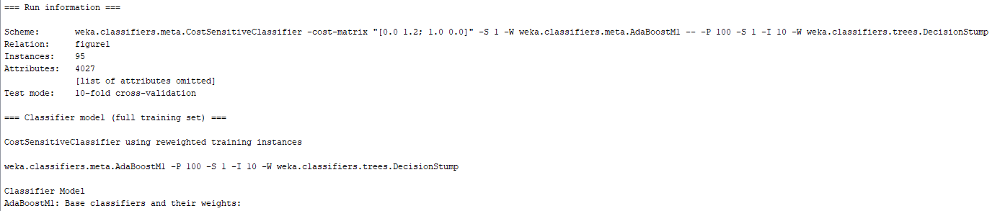 === Run information ===
Scheme: weka.classifiers.meta.CostSensitiveClassifier -cost-matrix "[0.0 1.2; 1.0 0.0]" -S 1 -W weka.classifiers.meta.AdaBoostM1 -- -P 100 -S 1 -I 10 -W weka.classifiers.trees.DecisionStump
Relation: figure1
Instances: 95
Attributes: 4027
[list of attributes omitted]
Test mode: 10-fold cross-validation
=== Classifier model (full training set) ===
CostSensitiveClassifier using reweighted training instances
weka.classifiers.meta.AdaBoostM1 -P 100 -S 1 -I 10 -W weka.classifiers.trees.DecisionStump
Classifier Model
AdaBoostM1: Base classifiers and their weights: